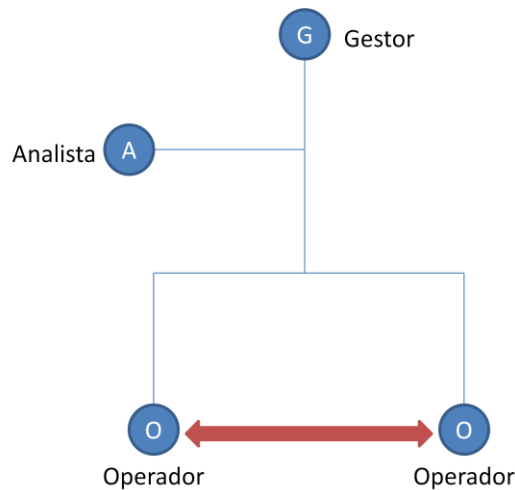 G
Gestor
Analista
A
O
O
Operador
Operador